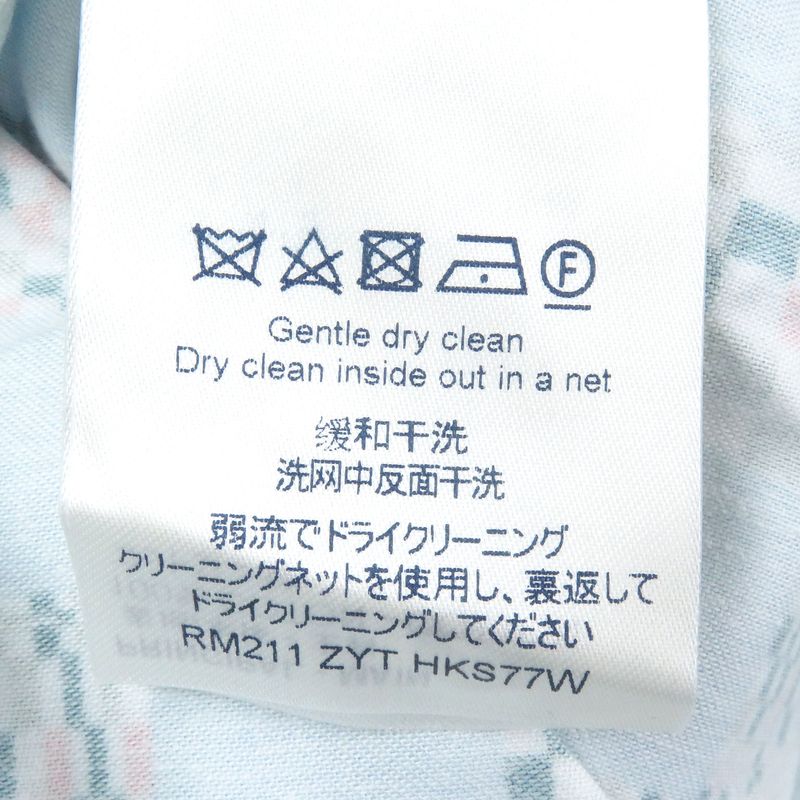 F
Gentle dry clean
Dry clean inside out in a net
缓和干洗
洗网中反面干洗
弱流でドライクリーニング
クリーニングネットを使用し、裏返して
ドライクリーニングしてください
RM211 ZYT HKS77W